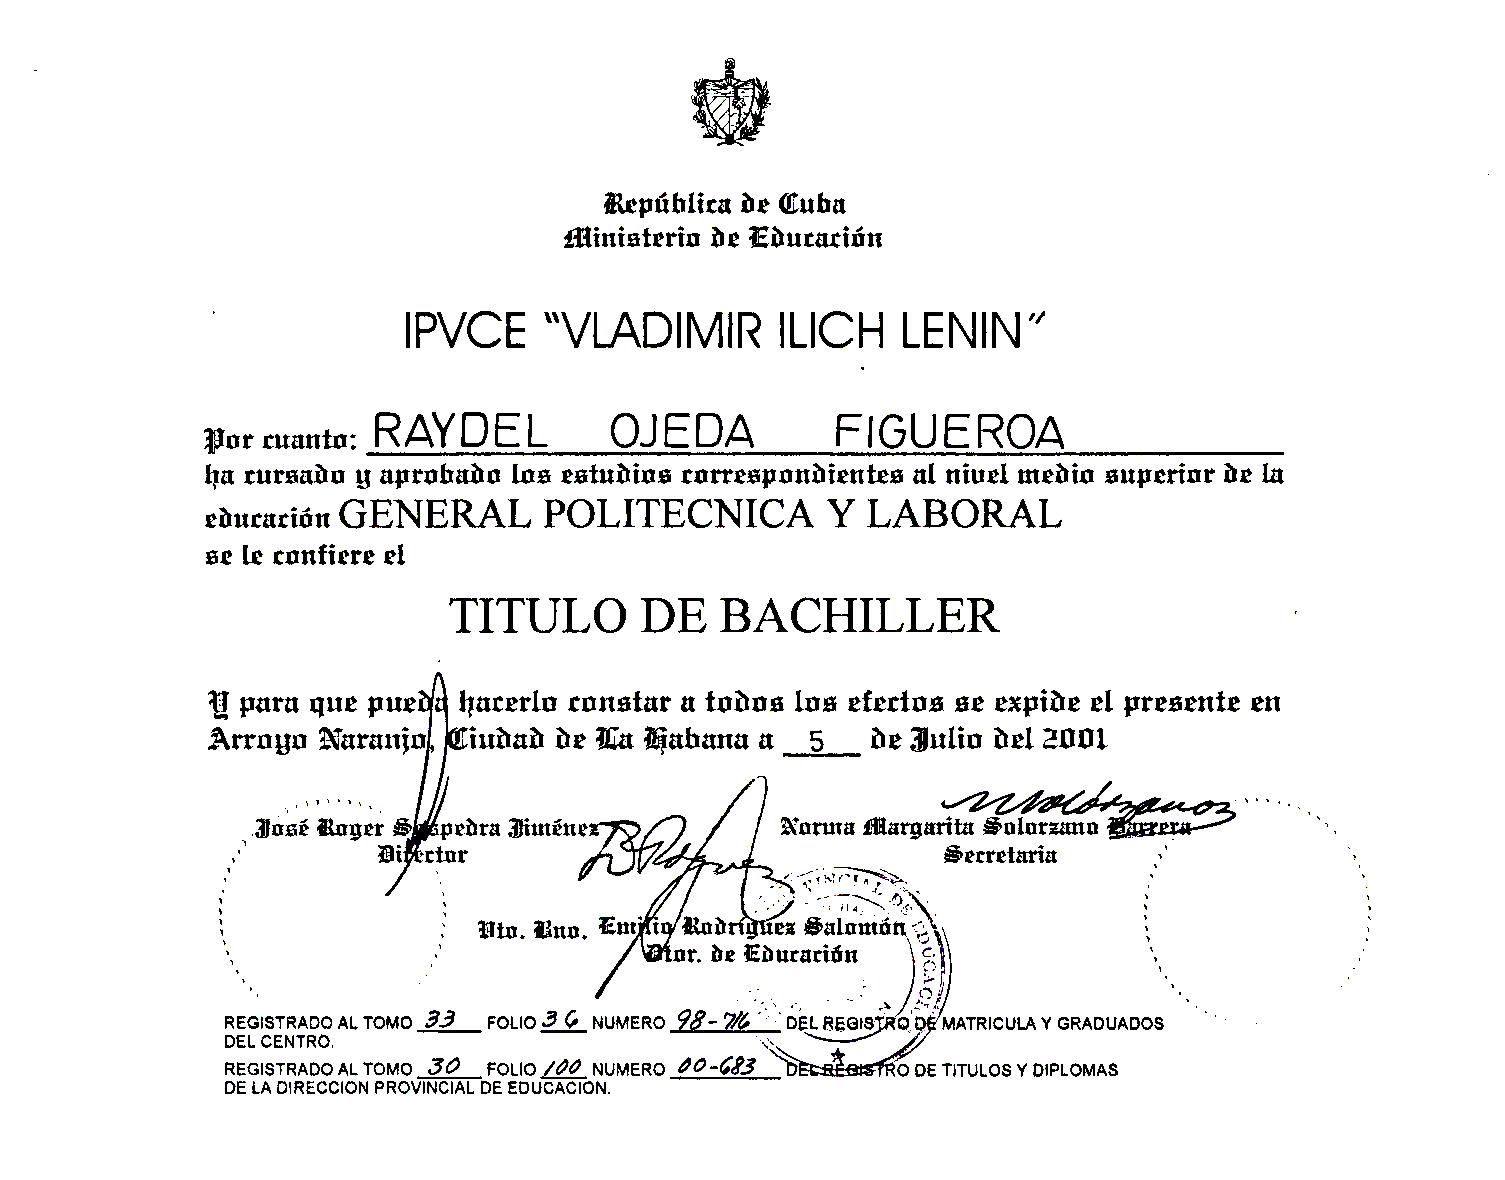 República de Cuba
Ministerio de Educación
IPVCE "VLADIMIR ILICH LENIN"
Por cuanto: RAYDEL OJEDA FIGUEROA
ha cursado y aprobado los estudios correspondientes al nivel medio superior de la
educación GENERAL POLITECNICA Y LABORAL
se le confiere el
TITULO DE BACHILLER
Y para que pueda hacerlo constar a todos los efectos se expide el presente en
Arroyo Naranjo, Ciudad de La Habana a 5 de Julio del 2001
José Roger Sospedra Jiménez
Director
Norma Margarita Solorzano Barrera
Secretaria
Vto. Bno. Emilio Rodríguez Salomón
Dtor. de Educación
REGISTRADO AL TOMO 33 FOLIO 36 NUMERO 98-716 DEL REGISTRO DE MATRICULA Y GRADUADOS
DEL CENTRO.
REGISTRADO AL TOMO 30 FOLIO 100 NUMERO 00-683 DEL REGISTRO DE TITULOS Y DIPLOMAS
DE LA DIRECCION PROVINCIAL DE EDUCACION.